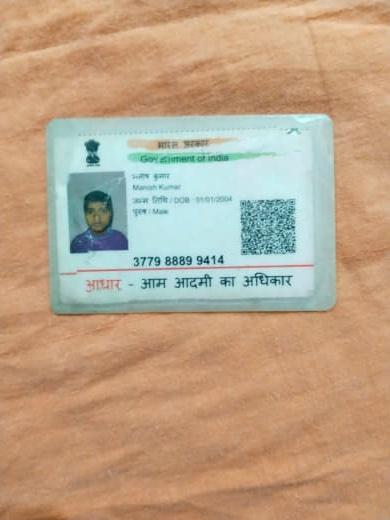 भारत सरकार
Government of India
कुमार
Manish Kumar
जन्म तिथि / DOB : 01/01/2004
पुरुष / Male
3779 8889 9414
आधार - आम आदमी का अधिकार